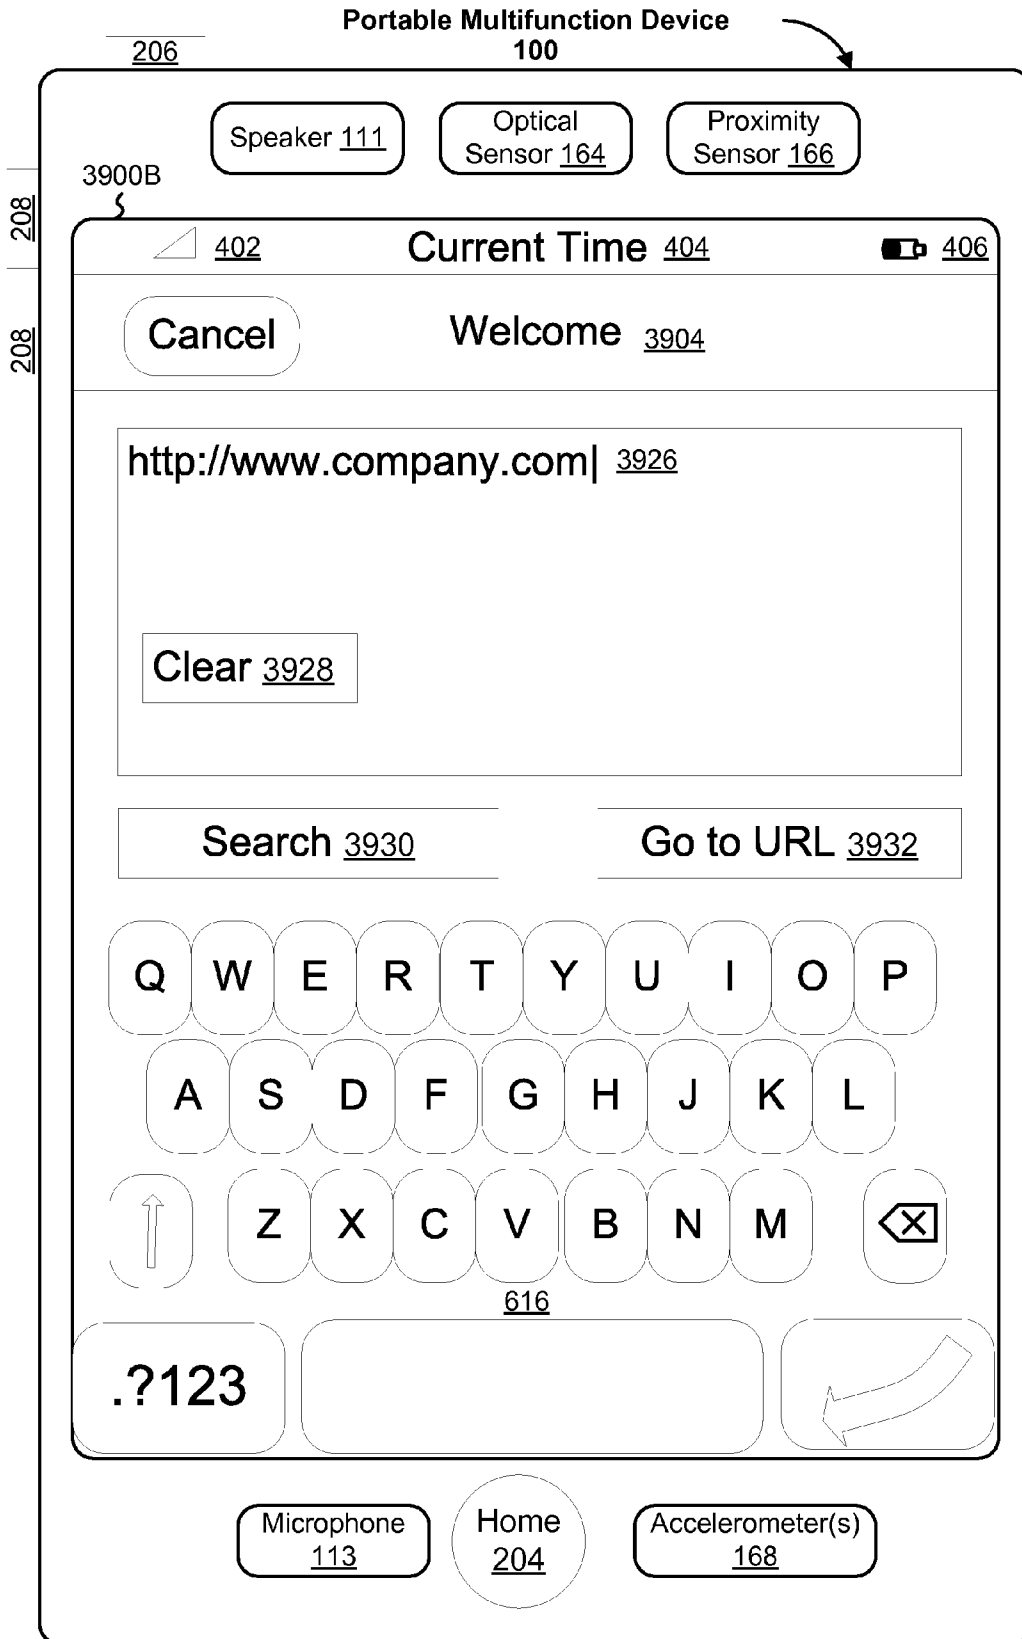 Portable Multifunction Device
100
206
Speaker 111
Optical
Sensor 164
Proximity
Sensor 166
3900B
208
402
Current Time 404
406
208
Cancel
Welcome 3904
http://www.company.com| 3926
Clear 3928
Search 3930
Go to URL 3932
Q W E R T Y U I O P
A S D F G H J K L
Z X C V B N M
616
.?123
Microphone
113
Home
204
Accelerometer(s)
168